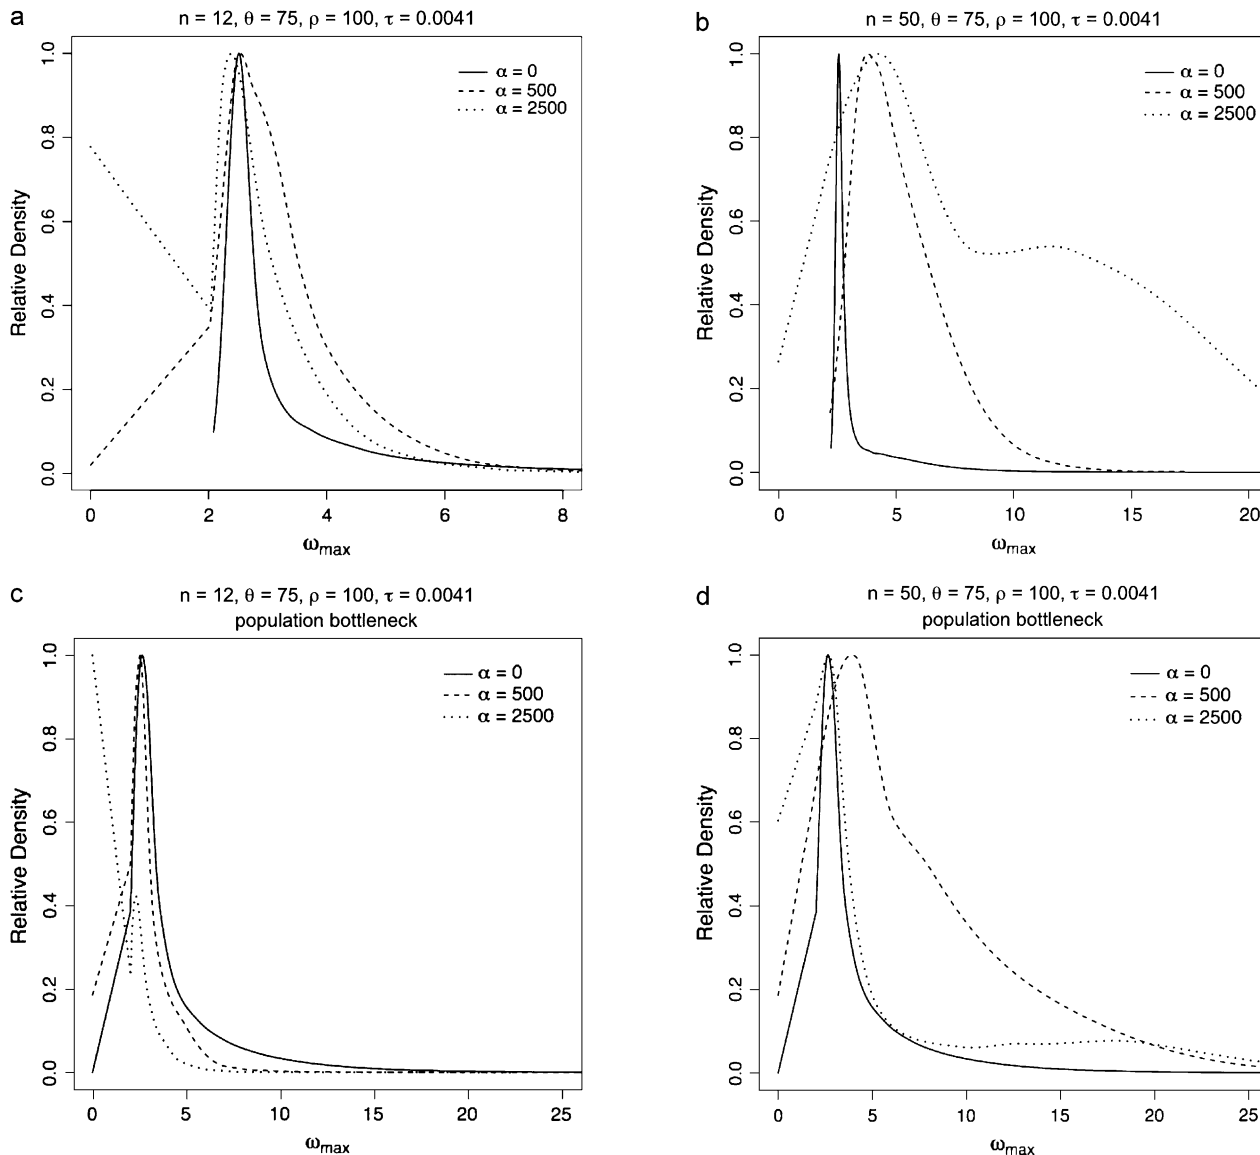 a
n = 12, θ = 75, ρ = 100, τ = 0.0041
Relative Density
0.0 0.2 0.4 0.6 0.8 1.0
α = 0
α = 500
α = 2500
0 2 4 6 8
ωmax
b
n = 50, θ = 75, ρ = 100, τ = 0.0041
Relative Density
0.0 0.2 0.4 0.6 0.8 1.0
α = 0
α = 500
α = 2500
0 5 10 15 20
ωmax
c
n = 12, θ = 75, ρ = 100, τ = 0.0041
population bottleneck
Relative Density
0.0 0.2 0.4 0.6 0.8 1.0
α = 0
α = 500
α = 2500
0 5 10 15 20 25
ωmax
d
n = 50, θ = 75, ρ = 100, τ = 0.0041
population bottleneck
Relative Density
0.0 0.2 0.4 0.6 0.8 1.0
α = 0
α = 500
α = 2500
0 5 10 15 20 25
ωmax